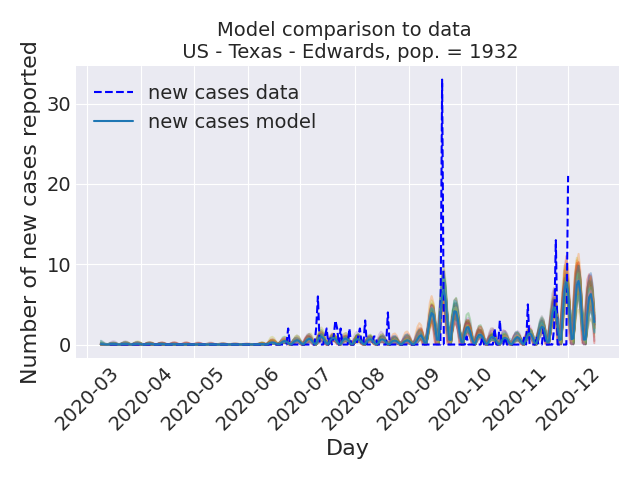 Model comparison to data
US - Texas - Edwards, pop. = 1932
Number of new cases reported
30
20
10
0
new cases data
new cases model
2020-03
2020-04
2020-05
2020-06
2020-07
2020-08
2020-09
2020-10
2020-11
2020-12
Day